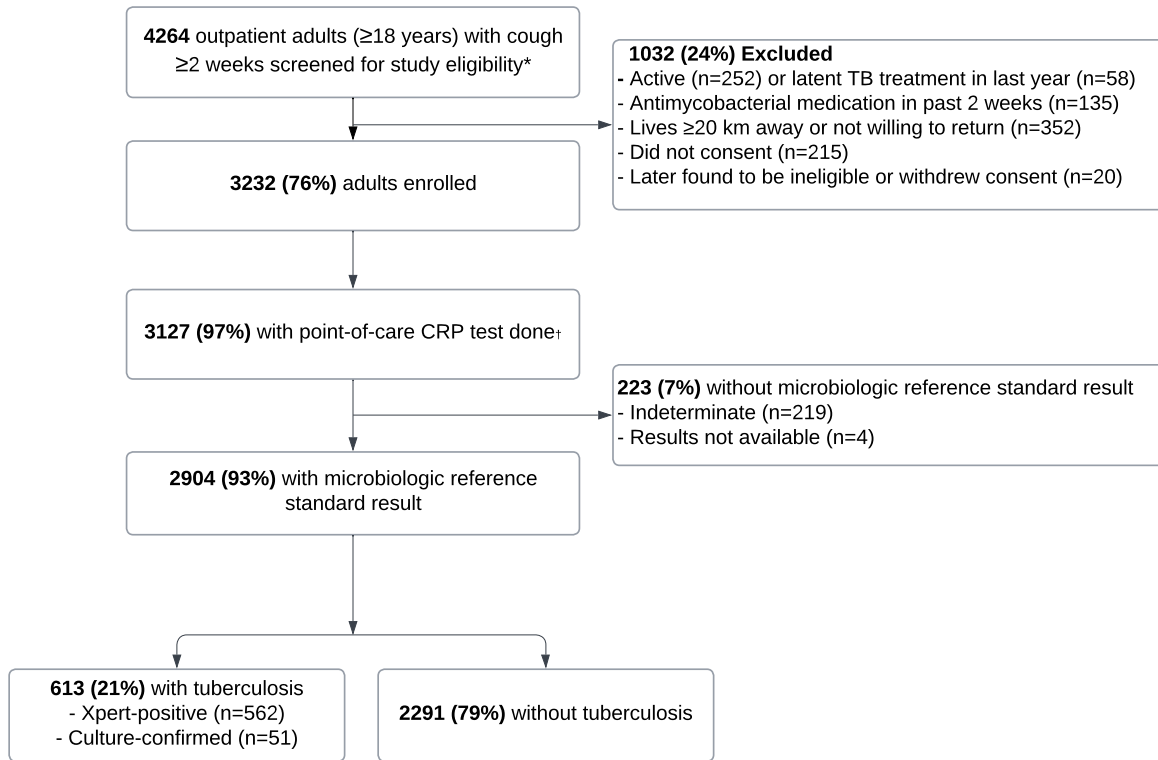 4264 outpatient adults (≥18 years) with cough
≥2 weeks screened for study eligibility*
1032 (24%) Excluded
- Active (n=252) or latent TB treatment in last year (n=58)
- Antimycobacterial medication in past 2 weeks (n=135)
- Lives ≥20 km away or not willing to return (n=352)
- Did not consent (n=215)
- Later found to be ineligible or withdrew consent (n=20)
3232 (76%) adults enrolled
3127 (97%) with point-of-care CRP test done†
223 (7%) without microbiologic reference standard result
- Indeterminate (n=219)
- Results not available (n=4)
2904 (93%) with microbiologic reference
standard result
613 (21%) with tuberculosis
- Xpert-positive (n=562)
- Culture-confirmed (n=51)
2291 (79%) without tuberculosis